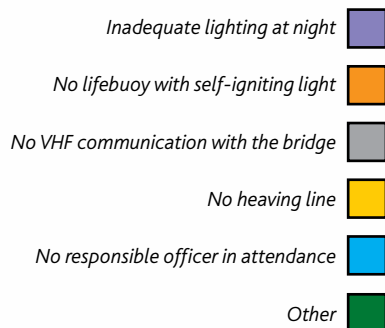 Inadequate lighting at night
No lifebuoy with self-igniting light
No VHF communication with the bridge
No heaving line
No responsible officer in attendance
Other